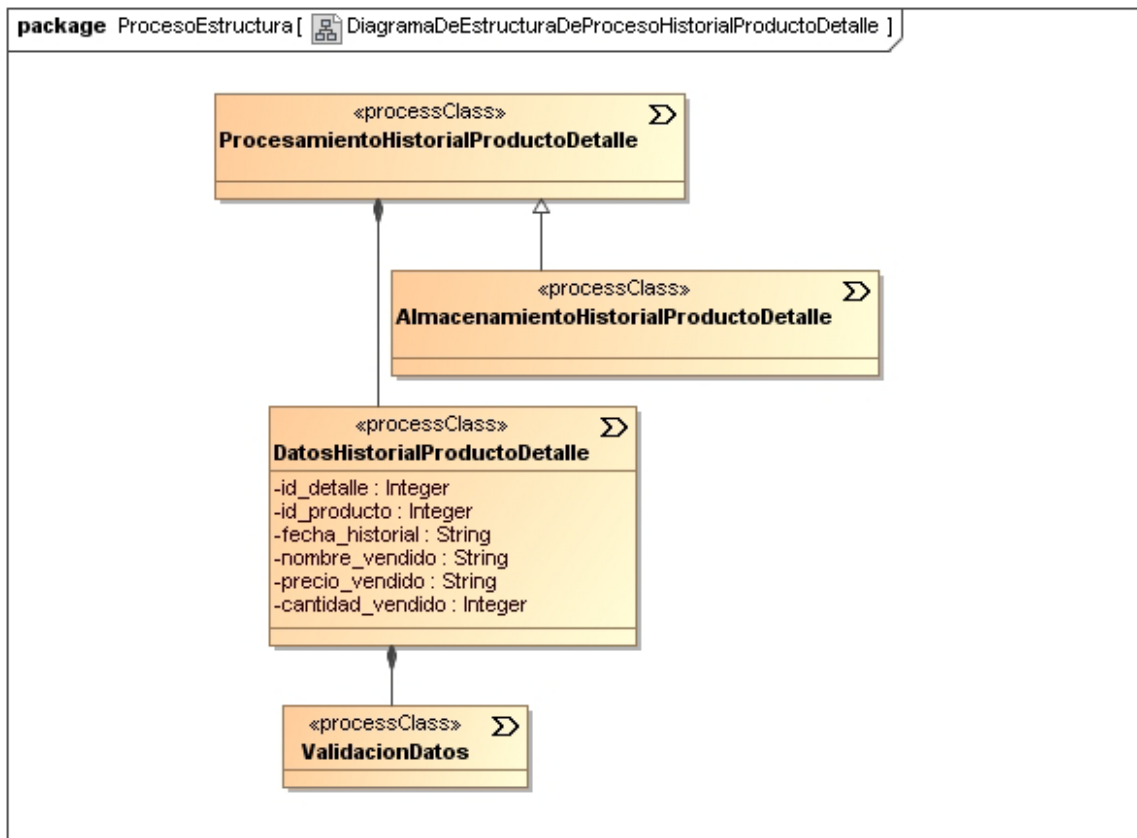 package ProcesoEstructura[ DiagramaDeEstructuraDeProcesoHistorialProductoDetalle ]
«processClass»
ProcesamientoHistorialProductoDetalle
«processClass»
AlmacenamientoHistorialProductoDetalle
«processClass»
DatosHistorialProductoDetalle
-id_detalle : Integer
-id_producto : Integer
-fecha_historial : String
-nombre_vendido : String
-precio_vendido : String
-cantidad_vendido : Integer
«processClass»
ValidacionDatos